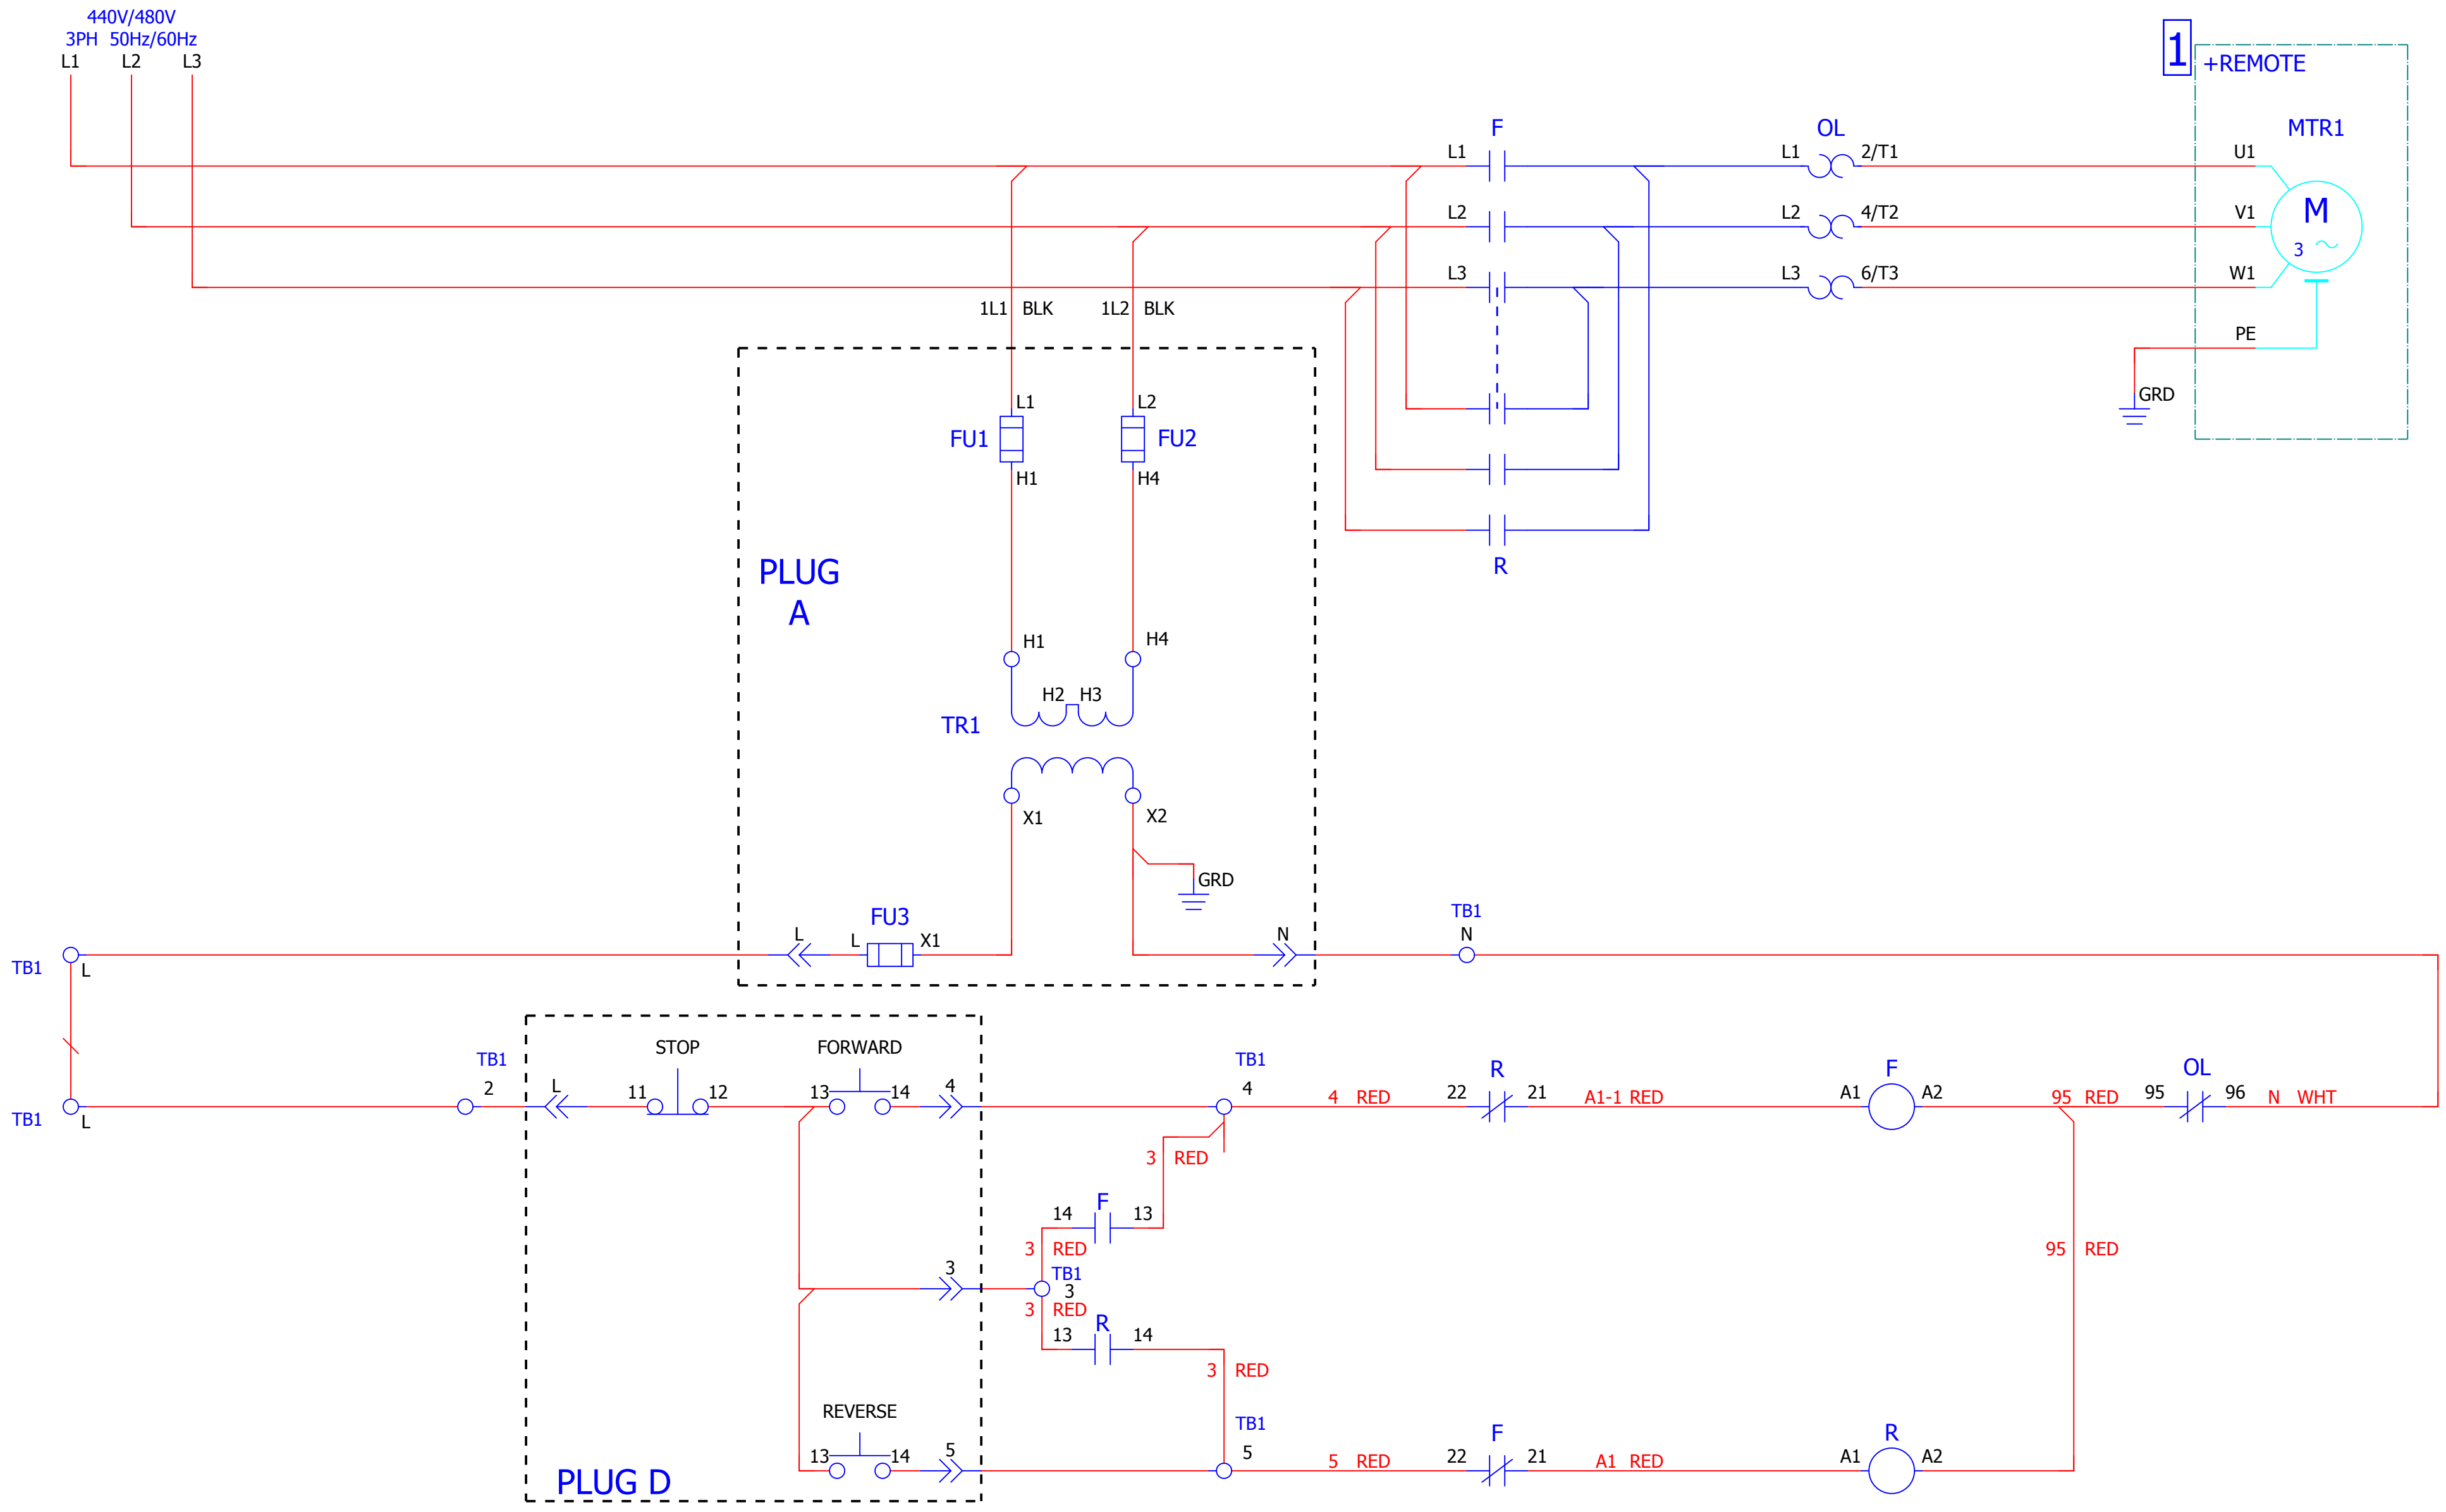 440V/480V
3PH 50Hz/60Hz
L1 L2 L3
1
+REMOTE
MTR1
F
OL
L1
L1
2/T1
U1
L2
L2
4/T2
V1
M
3
L3
L3
6/T3
W1
1L1 BLK
1L2 BLK
PE
GRD
L1
L2
FU1
FU2
H1
H4
R
PLUG
A
H1
H4
H2 H3
TR1
X1
X2
GRD
FU3
L
L
X1
N
TB1
N
TB1
L
STOP
FORWARD
TB1
2
L
11
12
13
14
4
TB1
4
4 RED
R
22
21
A1-1 RED
F
A1
A2
95 RED
OL
95
96
N WHT
TB1
L
3 RED
F
14
13
3 RED
95 RED
3
TB1
3
3 RED
R
13
14
3 RED
REVERSE
13
14
5
TB1
5
5 RED
F
22
21
A1 RED
R
A1
A2
PLUG D